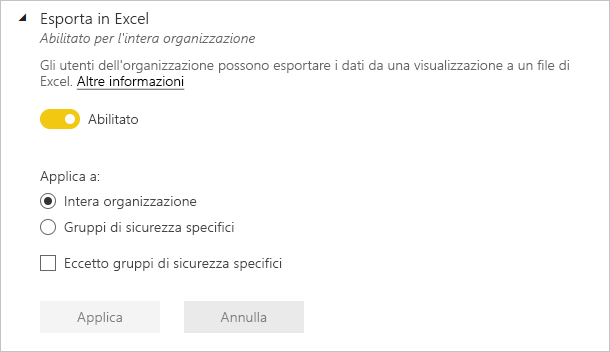 Esporta in Excel
Abilitato per l'intera organizzazione
Gli utenti dell'organizzazione possono esportare i dati da una visualizzazione a un file di
Excel. Altre informazioni
Abilitato
Applica a:
Intera organizzazione
Gruppi di sicurezza specifici
Eccetto gruppi di sicurezza specifici
Applica
Annulla